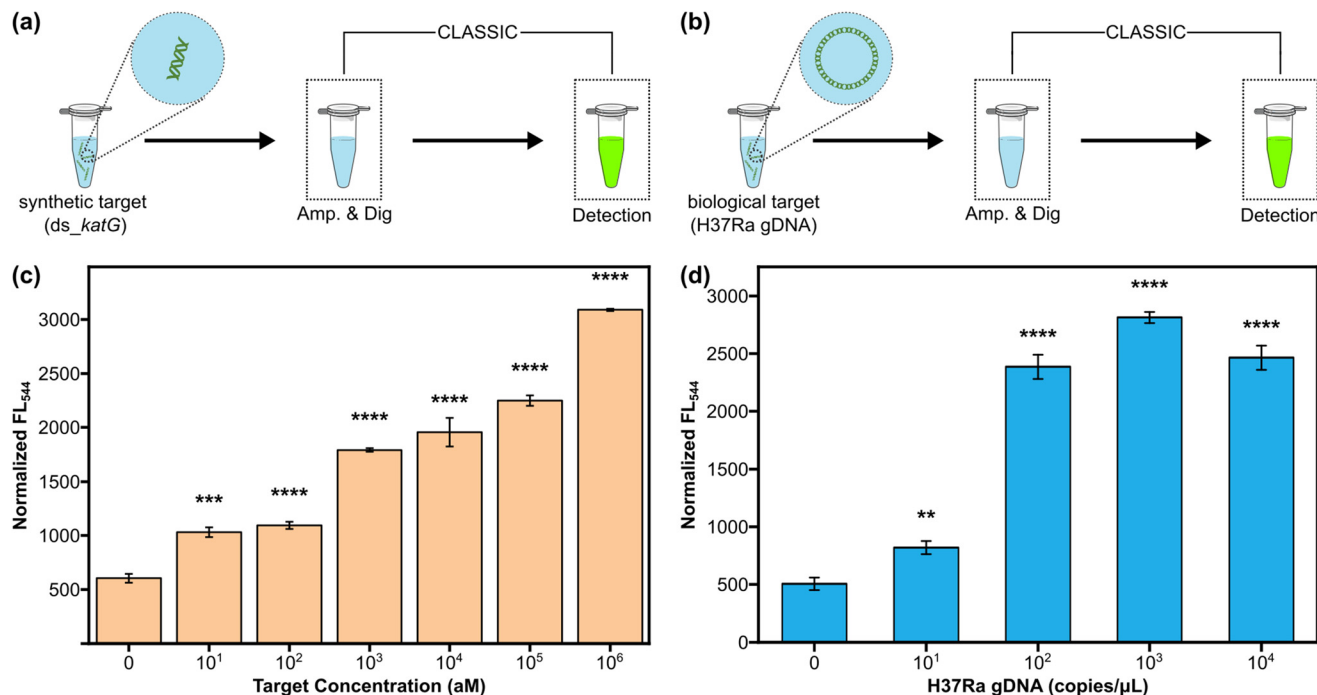 (a)
CLASSIC
synthetic target
(ds_katG)
Amp. & Dig
Detection
(b)
CLASSIC
biological target
(H37Ra gDNA)
Amp. & Dig
Detection
(c)
Normalized FL544
3000
2500
2000
1500
1000
500
***
****
****
****
****
****
0 10¹ 10² 10³ 10⁴ 10⁵ 10⁶
Target Concentration (aM)
(d)
Normalized FL544
3000
2500
2000
1500
1000
500
0
**
****
****
****
0 10¹ 10² 10³ 10⁴
H37Ra gDNA (copies/µL)